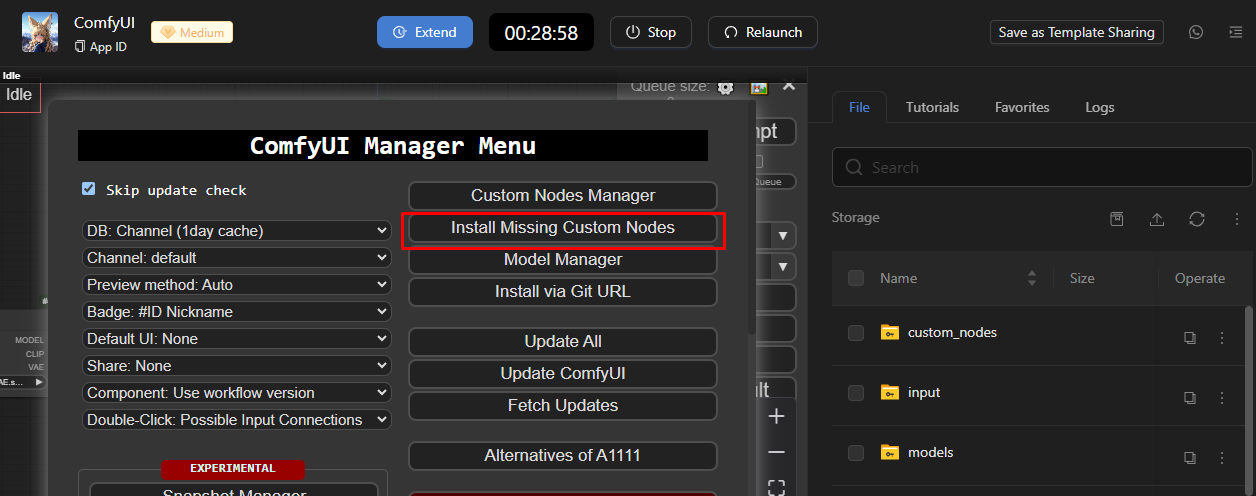 ComfyUI
App ID
Medium
Extend
00:28:58
Stop
Relaunch
Save as Template Sharing
Idle
Idle
Queue size:
ComfyUI Manager Menu
Skip update check
DB: Channel (1day cache)
Channel: default
Preview method: Auto
Badge: #ID Nickname
Default UI: None
Share: None
Component: Use workflow version
Double-Click: Possible Input Connections
EXPERIMENTAL
Snapshot Manager
Custom Nodes Manager
Install Missing Custom Nodes
Model Manager
Install via Git URL
Update All
Update ComfyUI
Fetch Updates
Alternatives of A1111
MODEL
CLIP
VAE
AE.s...
mpt
Queue
ult
File
Tutorials
Favorites
Logs
Search
Storage
Name
Size
Operate
custom_nodes
input
models